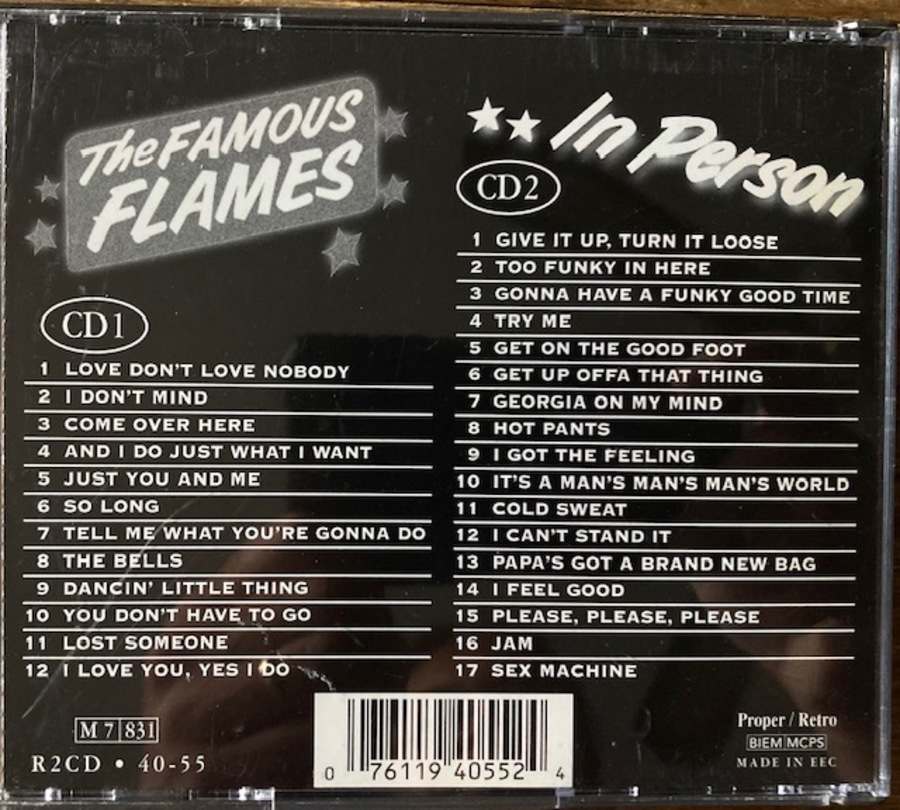 The FAMOUS
FLAMES
CD 1
1 LOVE DON'T LOVE NOBODY
2 I DON'T MIND
3 COME OVER HERE
4 AND I DO JUST WHAT I WANT
5 JUST YOU AND ME
6 SO LONG
7 TELL ME WHAT YOU'RE GONNA DO
8 THE BELLS
9 DANCIN' LITTLE THING
10 YOU DON'T HAVE TO GO
11 LOST SOMEONE
12 I LOVE YOU, YES I DO
In Person
CD 2
1 GIVE IT UP, TURN IT LOOSE
2 TOO FUNKY IN HERE
3 GONNA HAVE A FUNKY GOOD TIME
4 TRY ME
5 GET ON THE GOOD FOOT
6 GET UP OFFA THAT THING
7 GEORGIA ON MY MIND
8 HOT PANTS
9 I GOT THE FEELING
10 IT'S A MAN'S MAN'S MAN'S WORLD
11 COLD SWEAT
12 I CAN'T STAND IT
13 PAPA'S GOT A BRAND NEW BAG
14 I FEEL GOOD
15 PLEASE, PLEASE, PLEASE
16 JAM
17 SEX MACHINE
M 7 831
R2CD • 40-55
0 76119 40552 4
Proper / Retro
BIEM MCPS
MADE IN EEC